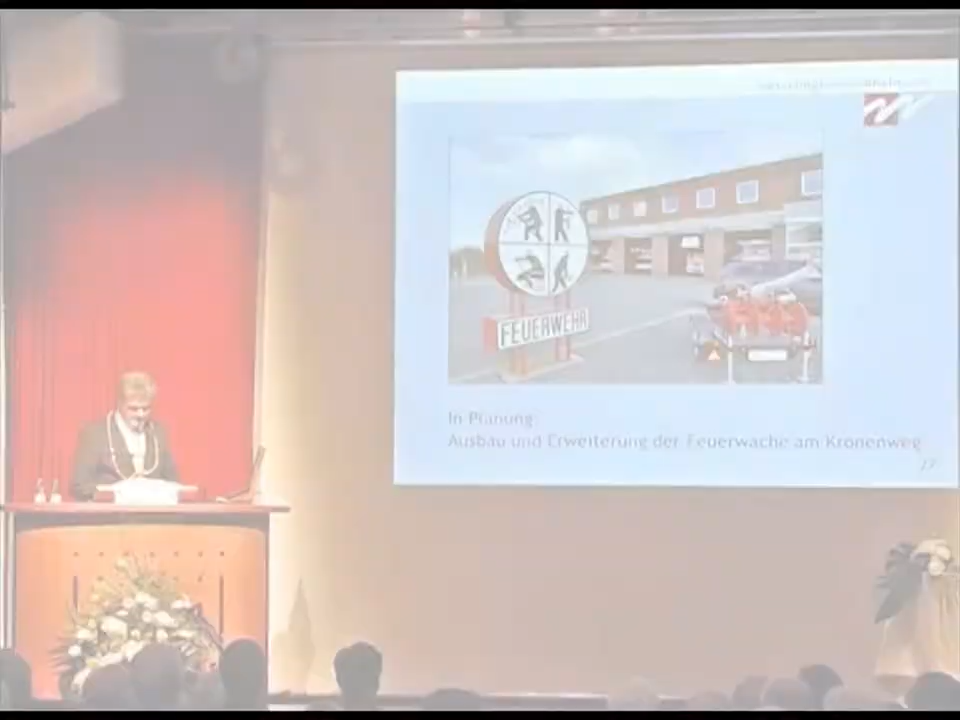 FEUERWEHR
In Planung:
Ausbau und Erweiterung der Feuerwache am Kronenweg